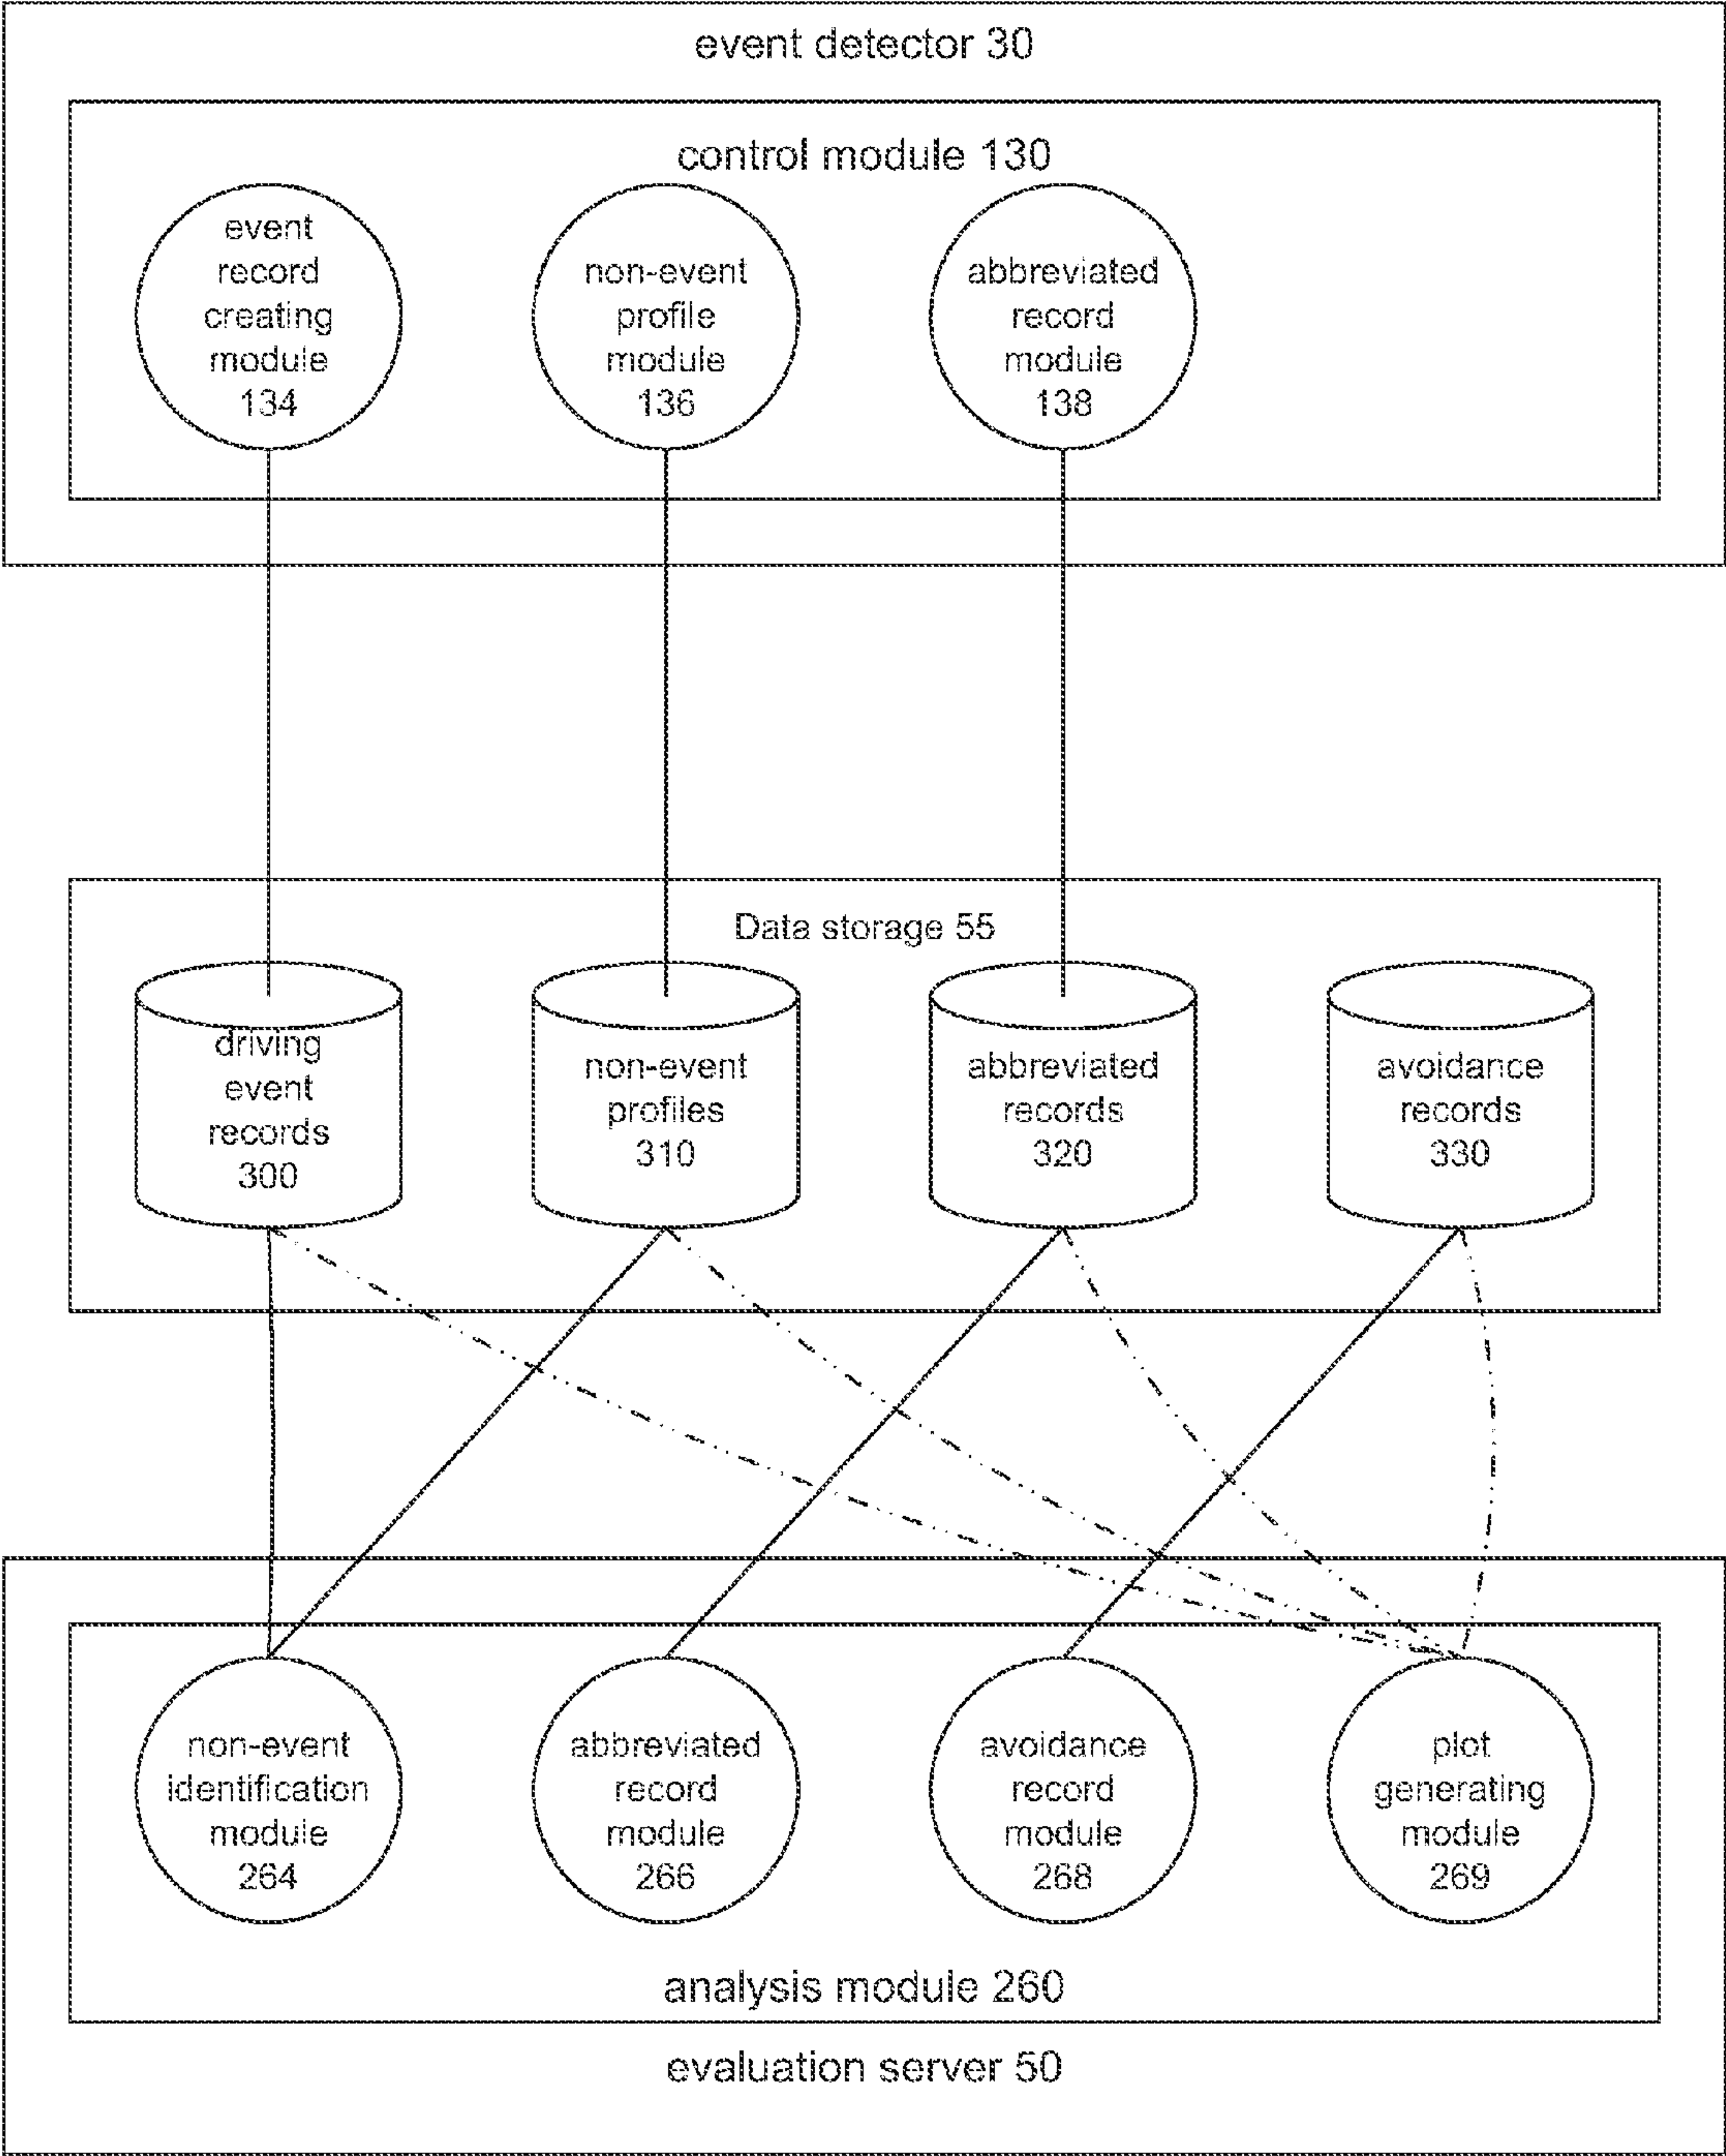 event detector 30
control module 130
event
record
creating
module
134
non-event
profile
module
136
abbreviated
record
module
138
Data storage 55
driving
event
records
300
non-event
profiles
310
abbreviated
records
320
avoidance
records
330
non-event
identification
module
264
abbreviated
record
module
266
avoidance
record
module
268
plot
generating
module
269
analysis module 260
evaluation server 50